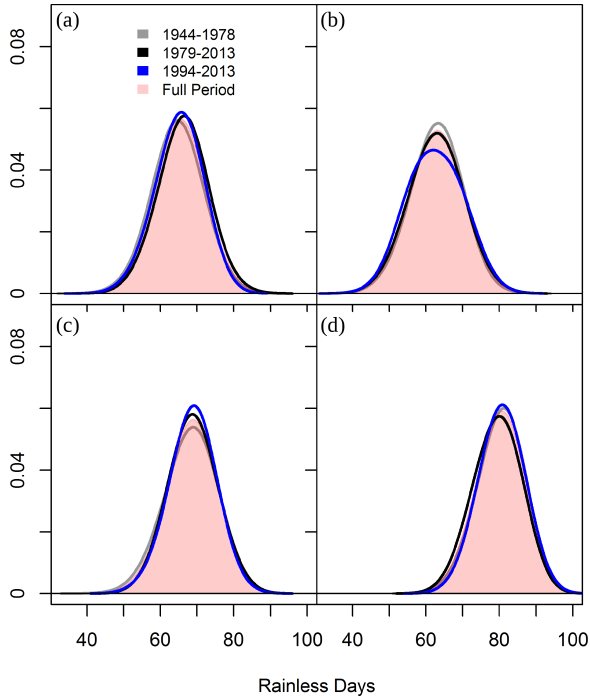 (a)
(b)
1944-1978
1979-2013
1994-2013
Full Period
0.08
0.04
0
(c)
(d)
0.08
0.04
0
40 60 80 100 40 60 80 100
Rainless Days